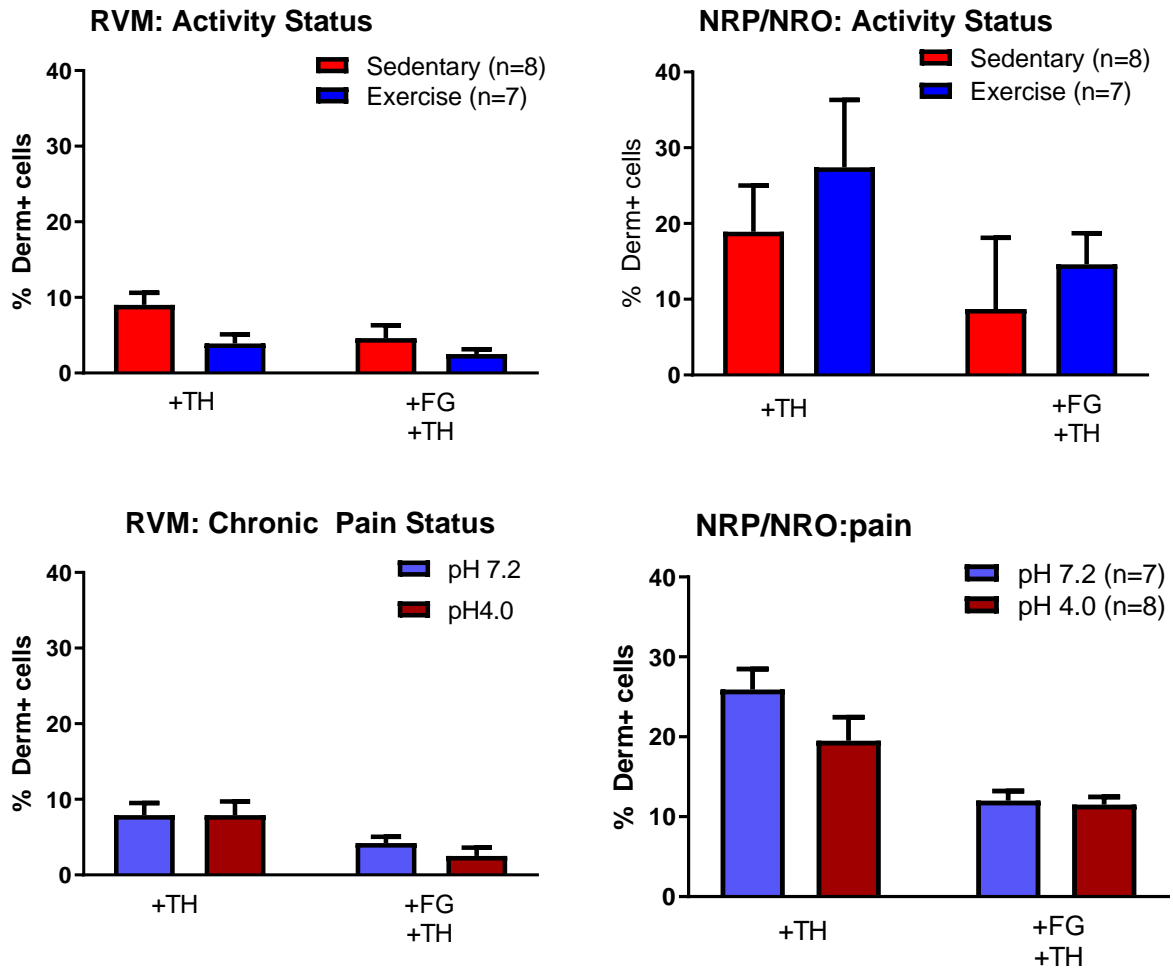 RVM: Activity Status
Sedentary (n=8)
Exercise (n=7)
% Derm+ cells
40
30
20
10
0
+TH
+FG
+TH
NRP/NRO: Activity Status
Sedentary (n=8)
Exercise (n=7)
% Derm+ cells
40
30
20
10
0
+TH
+FG
+TH
RVM: Chronic Pain Status
pH 7.2
pH4.0
% Derm+ cells
40
30
20
10
0
+TH
+FG
+TH
NRP/NRO:pain
pH 7.2 (n=7)
pH 4.0 (n=8)
% Derm+ cells
40
30
20
10
0
+TH
+FG
+TH